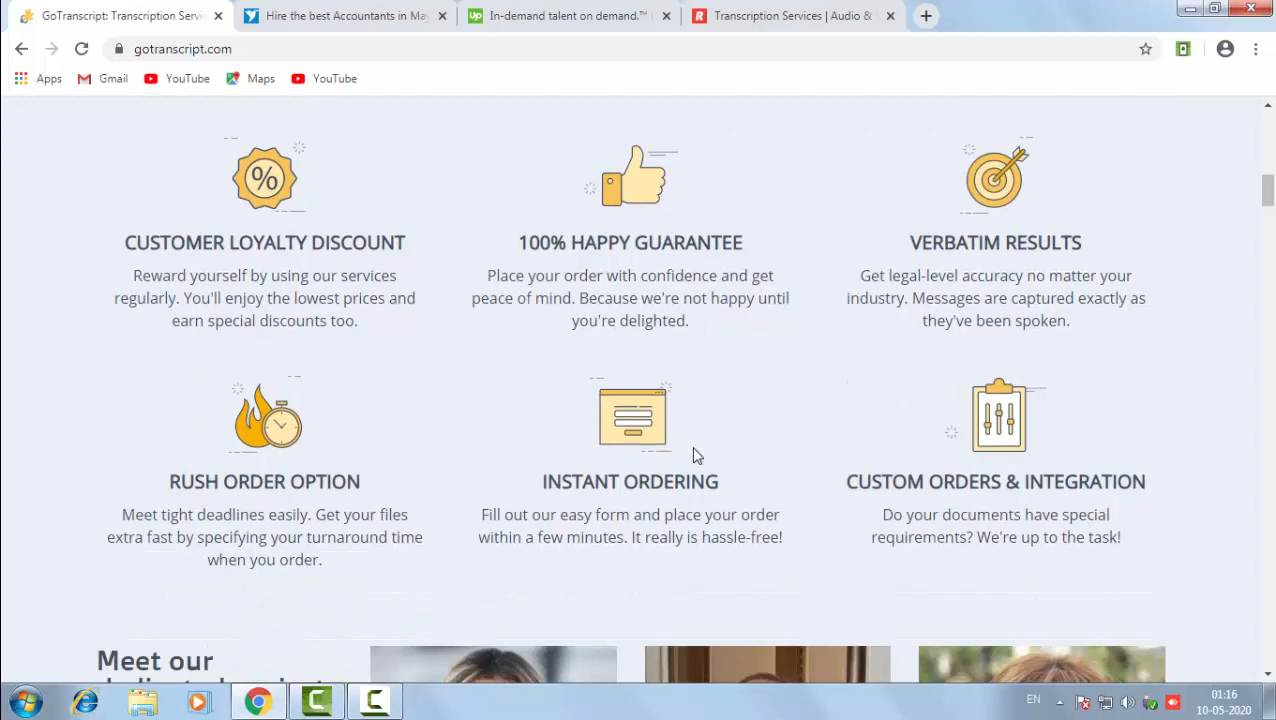 GoTranscript: Transcription Servi
Hire the best Accountants in May
Up
In-demand talent on demand.™
R
Transcription Services | Audio &
gotranscript.com
Apps
Gmail
YouTube
Maps
YouTube
%
CUSTOMER LOYALTY DISCOUNT
Reward yourself by using our services
regularly. You'll enjoy the lowest prices and
earn special discounts too.
100% HAPPY GUARANTEE
Place your order with confidence and get
peace of mind. Because we're not happy until
you're delighted.
VERBATIM RESULTS
Get legal-level accuracy no matter your
industry. Messages are captured exactly as
they've been spoken.
RUSH ORDER OPTION
Meet tight deadlines easily. Get your files
extra fast by specifying your turnaround time
when you order.
INSTANT ORDERING
Fill out our easy form and place your order
within a few minutes. It really is hassle-free!
CUSTOM ORDERS & INTEGRATION
Do your documents have special
requirements? We're up to the task!
Meet our
EN
01:16
10-05-2020